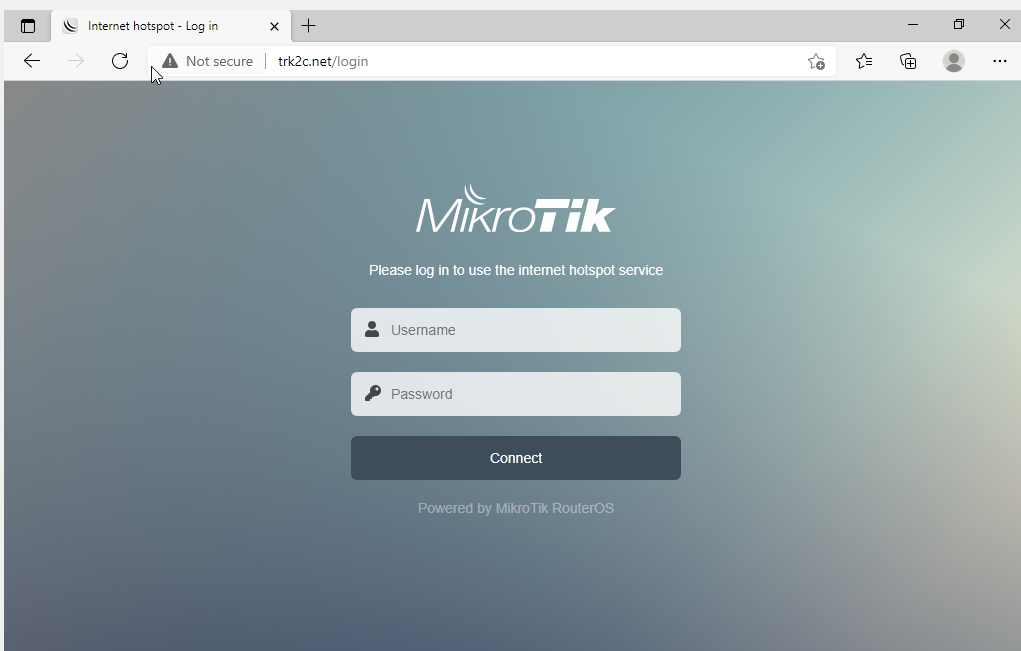 Internet hotspot - Log in
Not secure trk2c.net/login
MikroTik
Please log in to use the internet hotspot service
Username
Password
Connect
Powered by MikroTik RouterOS